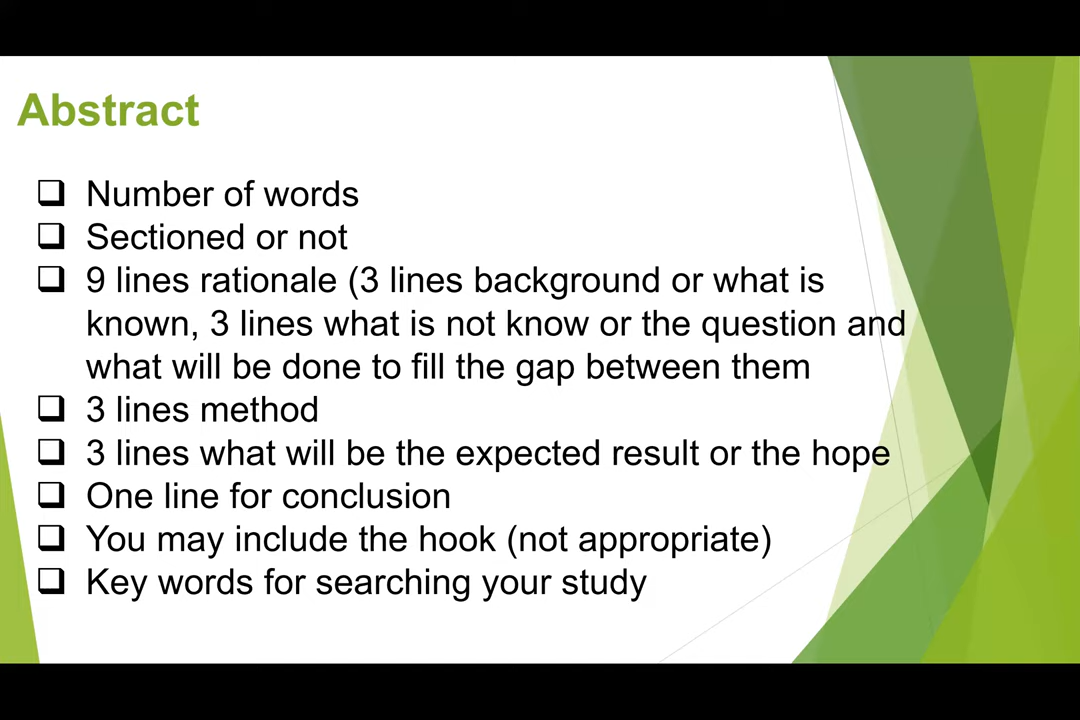 Abstract
❑ Number of words
❑ Sectioned or not
❑ 9 lines rationale (3 lines background or what is
known, 3 lines what is not know or the question and
what will be done to fill the gap between them
❑ 3 lines method
❑ 3 lines what will be the expected result or the hope
❑ One line for conclusion
❑ You may include the hook (not appropriate)
❑ Key words for searching your study